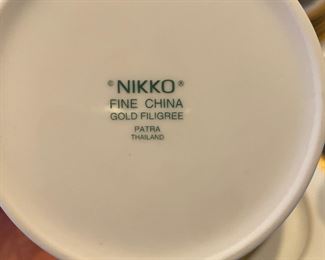 © NIKKO ®
FINE CHINA
GOLD FILIGREE
PATRA
THAILAND